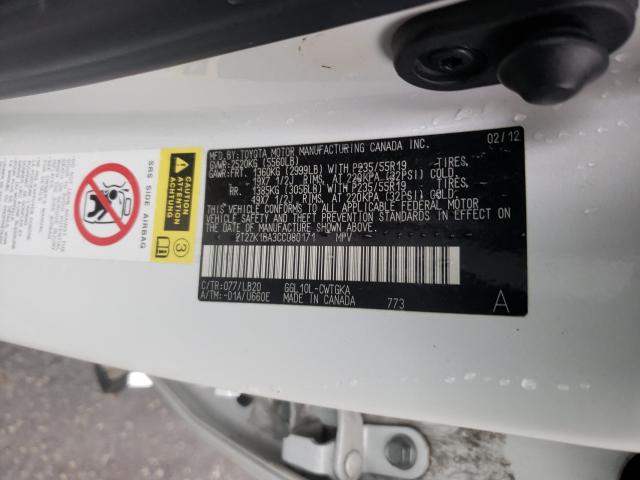 MFD.BY:TOYOTA MOTOR MANUFACTURING CANADA INC. 02/12
GVWR:2520KG (5560LB)
GAWR:FRT. 1360KG (2999LB) WITH P235/55R19 TIRES,
19X7 1/2J RIMS, AT 220KPA (32PSI) COLD
RR. 1385KG (3056LB) WITH P235/55R19 TIRES,
19X7 1/2J RIMS, AT 220KPA (32PSI) COLD
THIS VEHICLE CONFORMS TO ALL APPLICABLE FEDERAL MOTOR
VEHICLE SAFETY AND THEFT PREVENTION STANDARDS IN EFFECT ON THE
DATE OF MANUFACTURE SHOWN ABOVE.
2T2ZK1BA3CC080171 MPV
C/TR:077/LB20 GGL10L-CWTGKA
A/TM:-01A/U660E MADE IN CANADA 773 A
ATTENTION
ACHTUNG
SRS SIDE AIRBAG
3